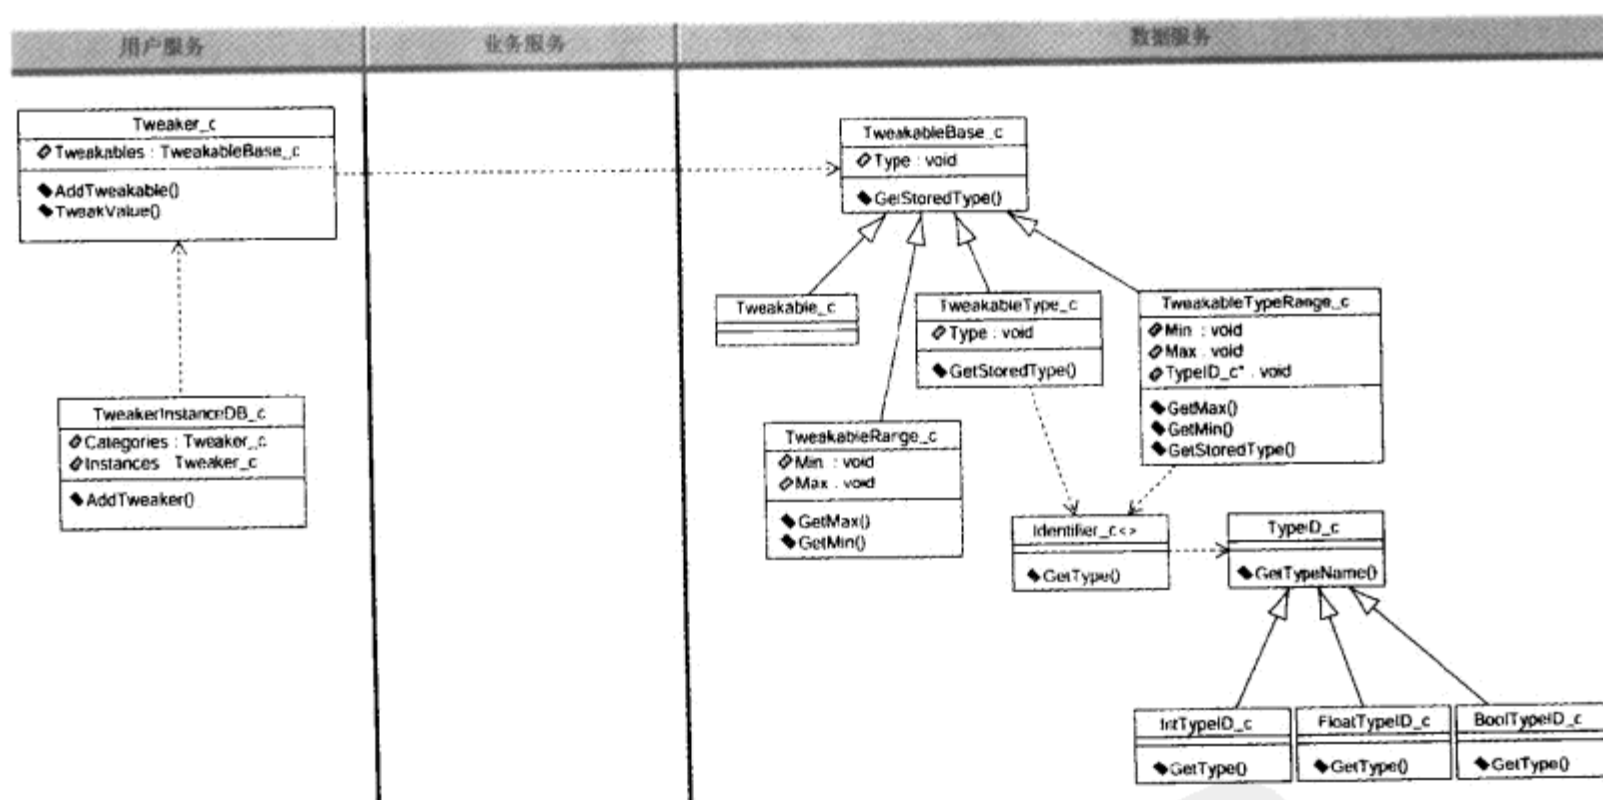 用户服务
业务服务
数据服务
Tweaker_c
Tweakables : TweakableBase_c
AddTweakable()
TweakValue()
TweakableBase_c
Type : void
GetStoredType()
Tweakable_c
TweakableType_c
Type : void
GetStoredType()
TweakableTypeRange_c
Min : void
Max : void
TypeID_c* : void
GetMax()
GetMin()
GetStoredType()
TweakerInstanceDB_c
Categories : Tweaker_c
Instances Tweaker_c
AddTweaker()
TweakableRange_c
Min : void
Max : void
GetMax()
GetMin()
Identifier_c<>
GetType()
TypeID_c
GetTypeName()
IntTypeID_c
GetType()
FloatTypeID_c
GetType()
BoolTypeID_c
GetType()